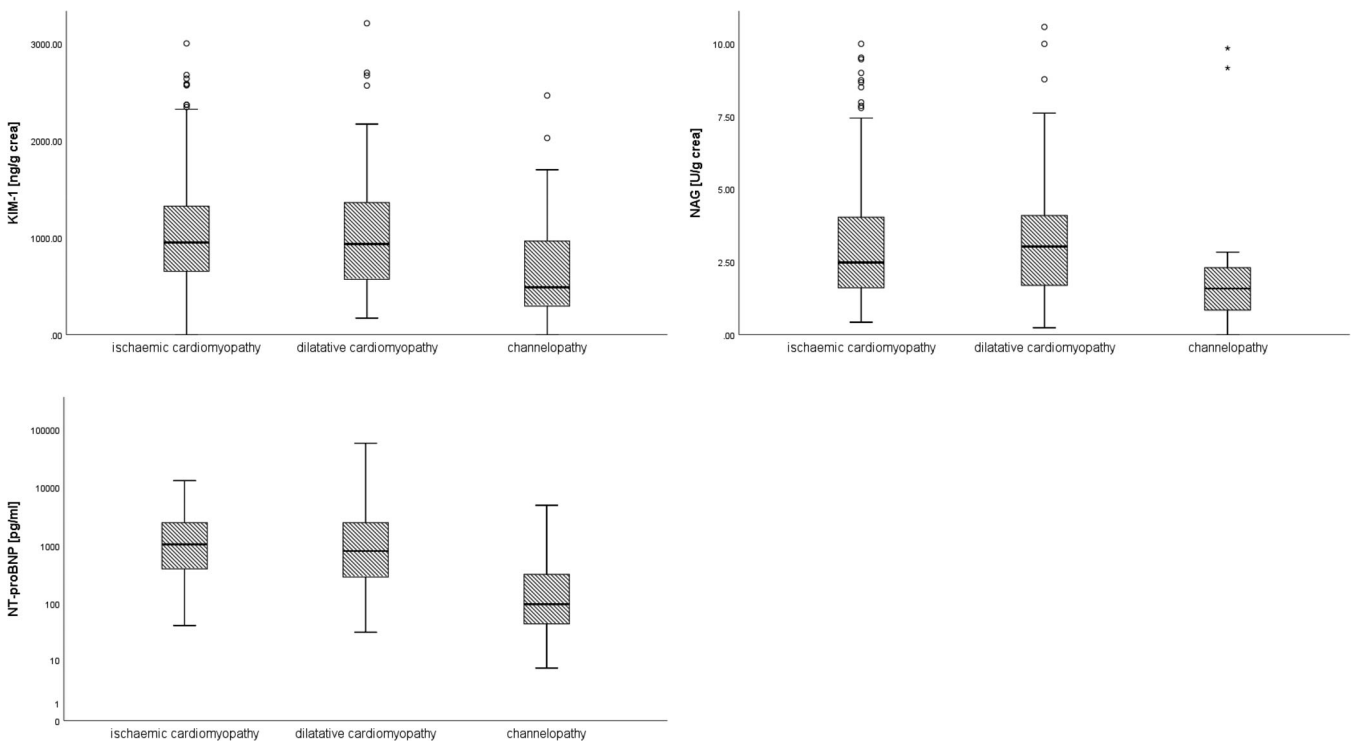 KIM-1 [ng/g crea]
3000.00
2000.00
1000.00
.00
ischaemic cardiomyopathy dilatative cardiomyopathy channelopathy
NAG [U/g crea]
10.00
7.50
5.00
2.50
.00
ischaemic cardiomyopathy dilatative cardiomyopathy channelopathy
NT-proBNP [pg/ml]
100000
10000
1000
100
10
1
0
ischaemic cardiomyopathy dilatative cardiomyopathy channelopathy